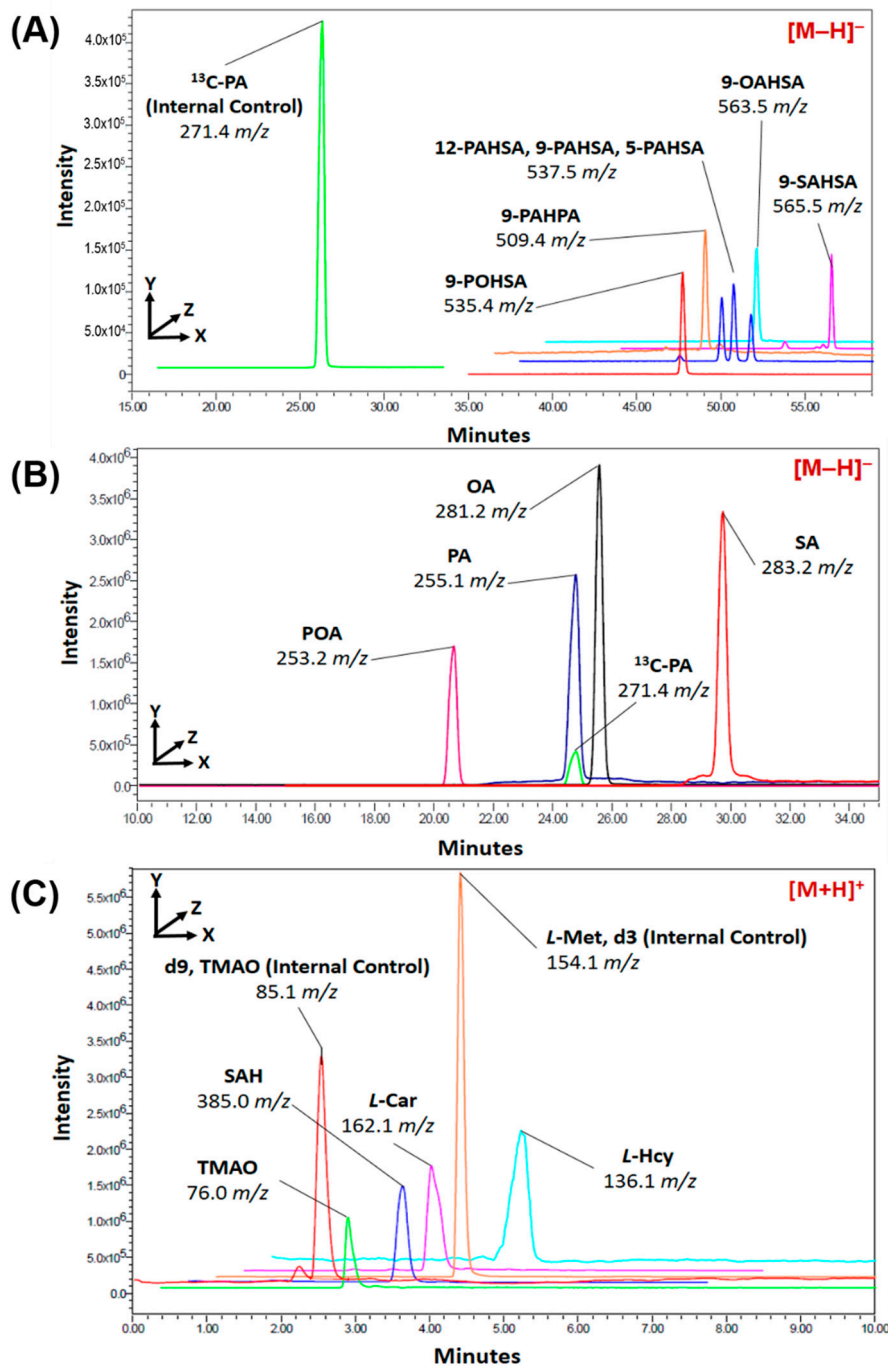 (A)
[M–H]⁻
4.0x10⁵
3.5x10⁵
3.0x10⁵
2.5x10⁵
2.0x10⁵
1.5x10⁵
1.0x10⁵
5.0x10⁴
0
Intensity
¹³C-PA
(Internal Control)
271.4 m/z
9-OAHSA
563.5 m/z
12-PAHSA, 9-PAHSA, 5-PAHSA
537.5 m/z
9-SAHSA
565.5 m/z
9-PAHPA
509.4 m/z
9-POHSA
535.4 m/z
Y
Z
X
15.00 20.00 25.00 30.00 35.00 40.00 45.00 50.00 55.00
Minutes
(B)
[M–H]⁻
4.0x10⁶
3.5x10⁶
3.0x10⁶
2.5x10⁶
2.0x10⁶
1.5x10⁶
1.0x10⁶
5.0x10⁵
0.0
Intensity
OA
281.2 m/z
SA
283.2 m/z
PA
255.1 m/z
POA
253.2 m/z
¹³C-PA
271.4 m/z
Y
Z
X
10.00 12.00 14.00 16.00 18.00 20.00 22.00 24.00 26.00 28.00 30.00 32.00 34.00
Minutes
(C)
[M+H]⁺
5.5x10⁶
5.0x10⁶
4.5x10⁶
4.0x10⁶
3.5x10⁶
3.0x10⁶
2.5x10⁶
2.0x10⁶
1.5x10⁶
1.0x10⁶
5.0x10⁵
0.0
Intensity
Y
Z
X
L-Met, d3 (Internal Control)
154.1 m/z
d9, TMAO (Internal Control)
85.1 m/z
SAH
385.0 m/z
L-Car
162.1 m/z
L-Hcy
136.1 m/z
TMAO
76.0 m/z
0.00 1.00 2.00 3.00 4.00 5.00 6.00 7.00 8.00 9.00 10.00
Minutes